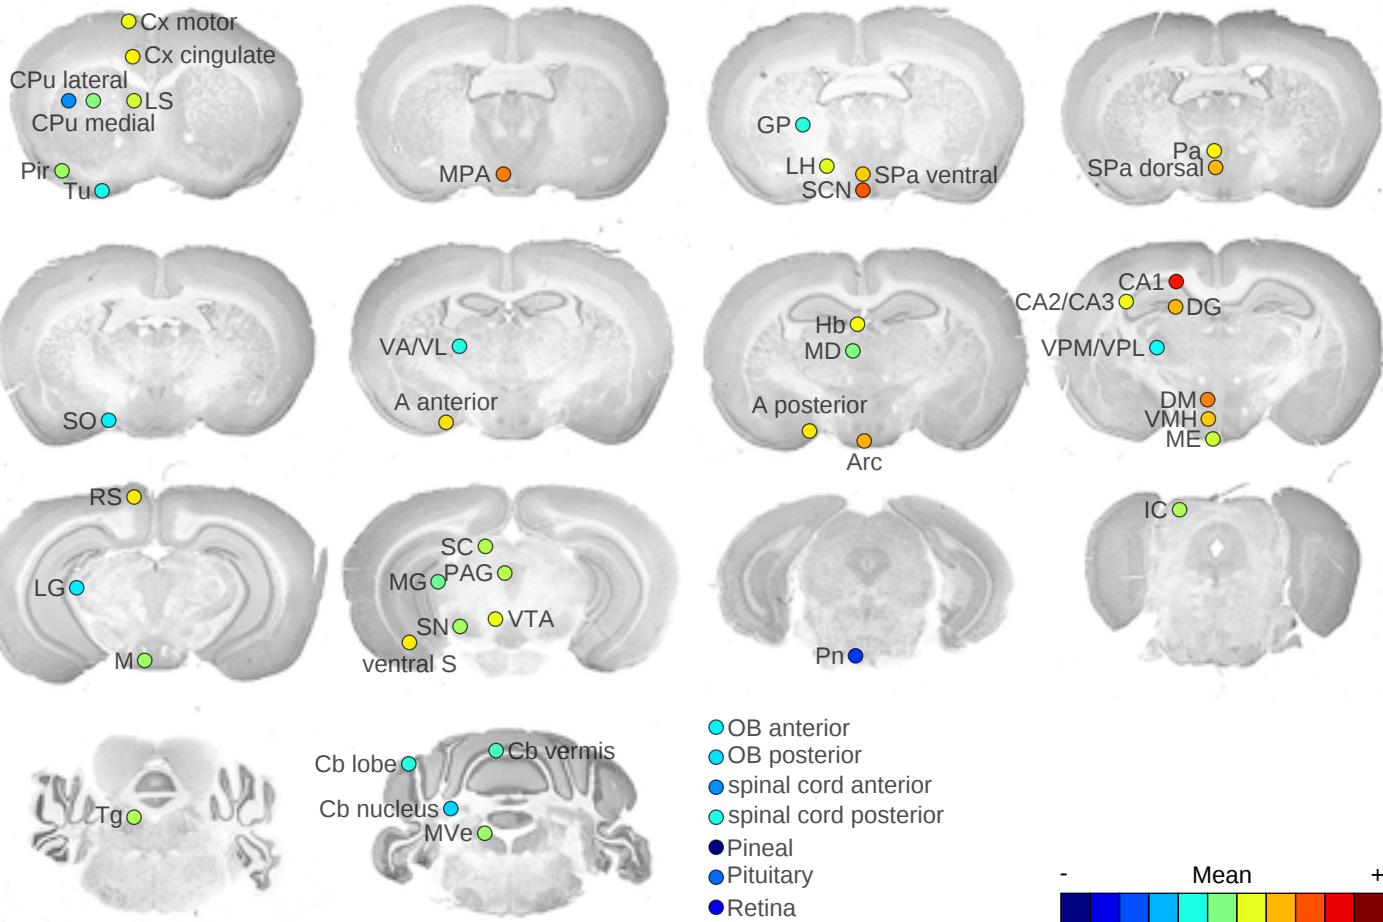 Cx motor
Cx cingulate
CPu lateral
LS
CPu medial
Pir
Tu
MPA
GP
LH
SPa ventral
SCN
Pa
SPa dorsal
SO
VA/VL
A anterior
Hb
MD
A posterior
Arc
CA1
CA2/CA3
DG
VPM/VPL
DM
VMH
ME
RS
LG
M
SC
PAG
MG
VTA
SN
ventral S
Pn
IC
Tg
Cb lobe
Cb vermis
Cb nucleus
MVe
OB anterior
OB posterior
spinal cord anterior
spinal cord posterior
Pineal
Pituitary
Retina
- Mean +